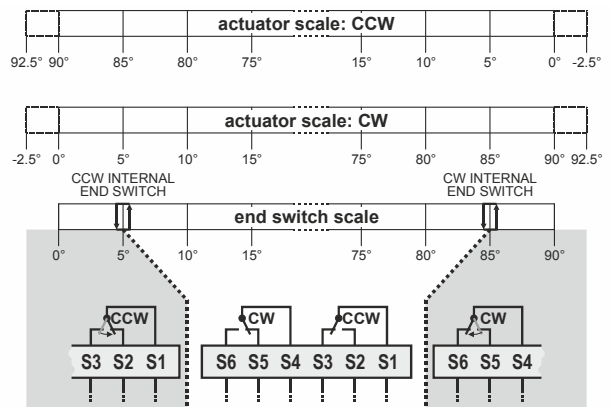 actuator scale: CCW
92.5° 90° 85° 80° 75° 15° 10° 5° 0° -2.5°
actuator scale: CW
-2.5° 0° 5° 10° 15° 75° 80° 85° 90° 92.5°
CCW INTERNAL
END SWITCH
CW INTERNAL
END SWITCH
end switch scale
0° 5° 10° 15° 75° 80° 85° 90°
CCW CW CCW CW
S3 S2 S1 S6 S5 S4 S3 S2 S1 S6 S5 S4